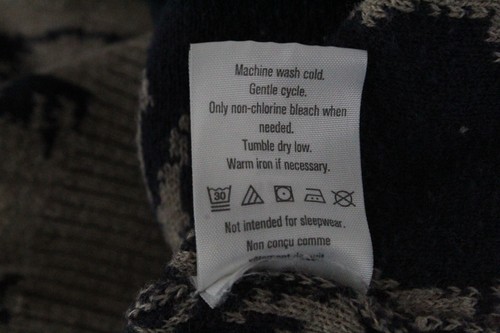 Machine wash cold.
Gentle cycle.
Only non-chlorine bleach when
needed.
Tumble dry low.
Warm iron if necessary.
30
Not intended for sleepwear.
Non conçu comme